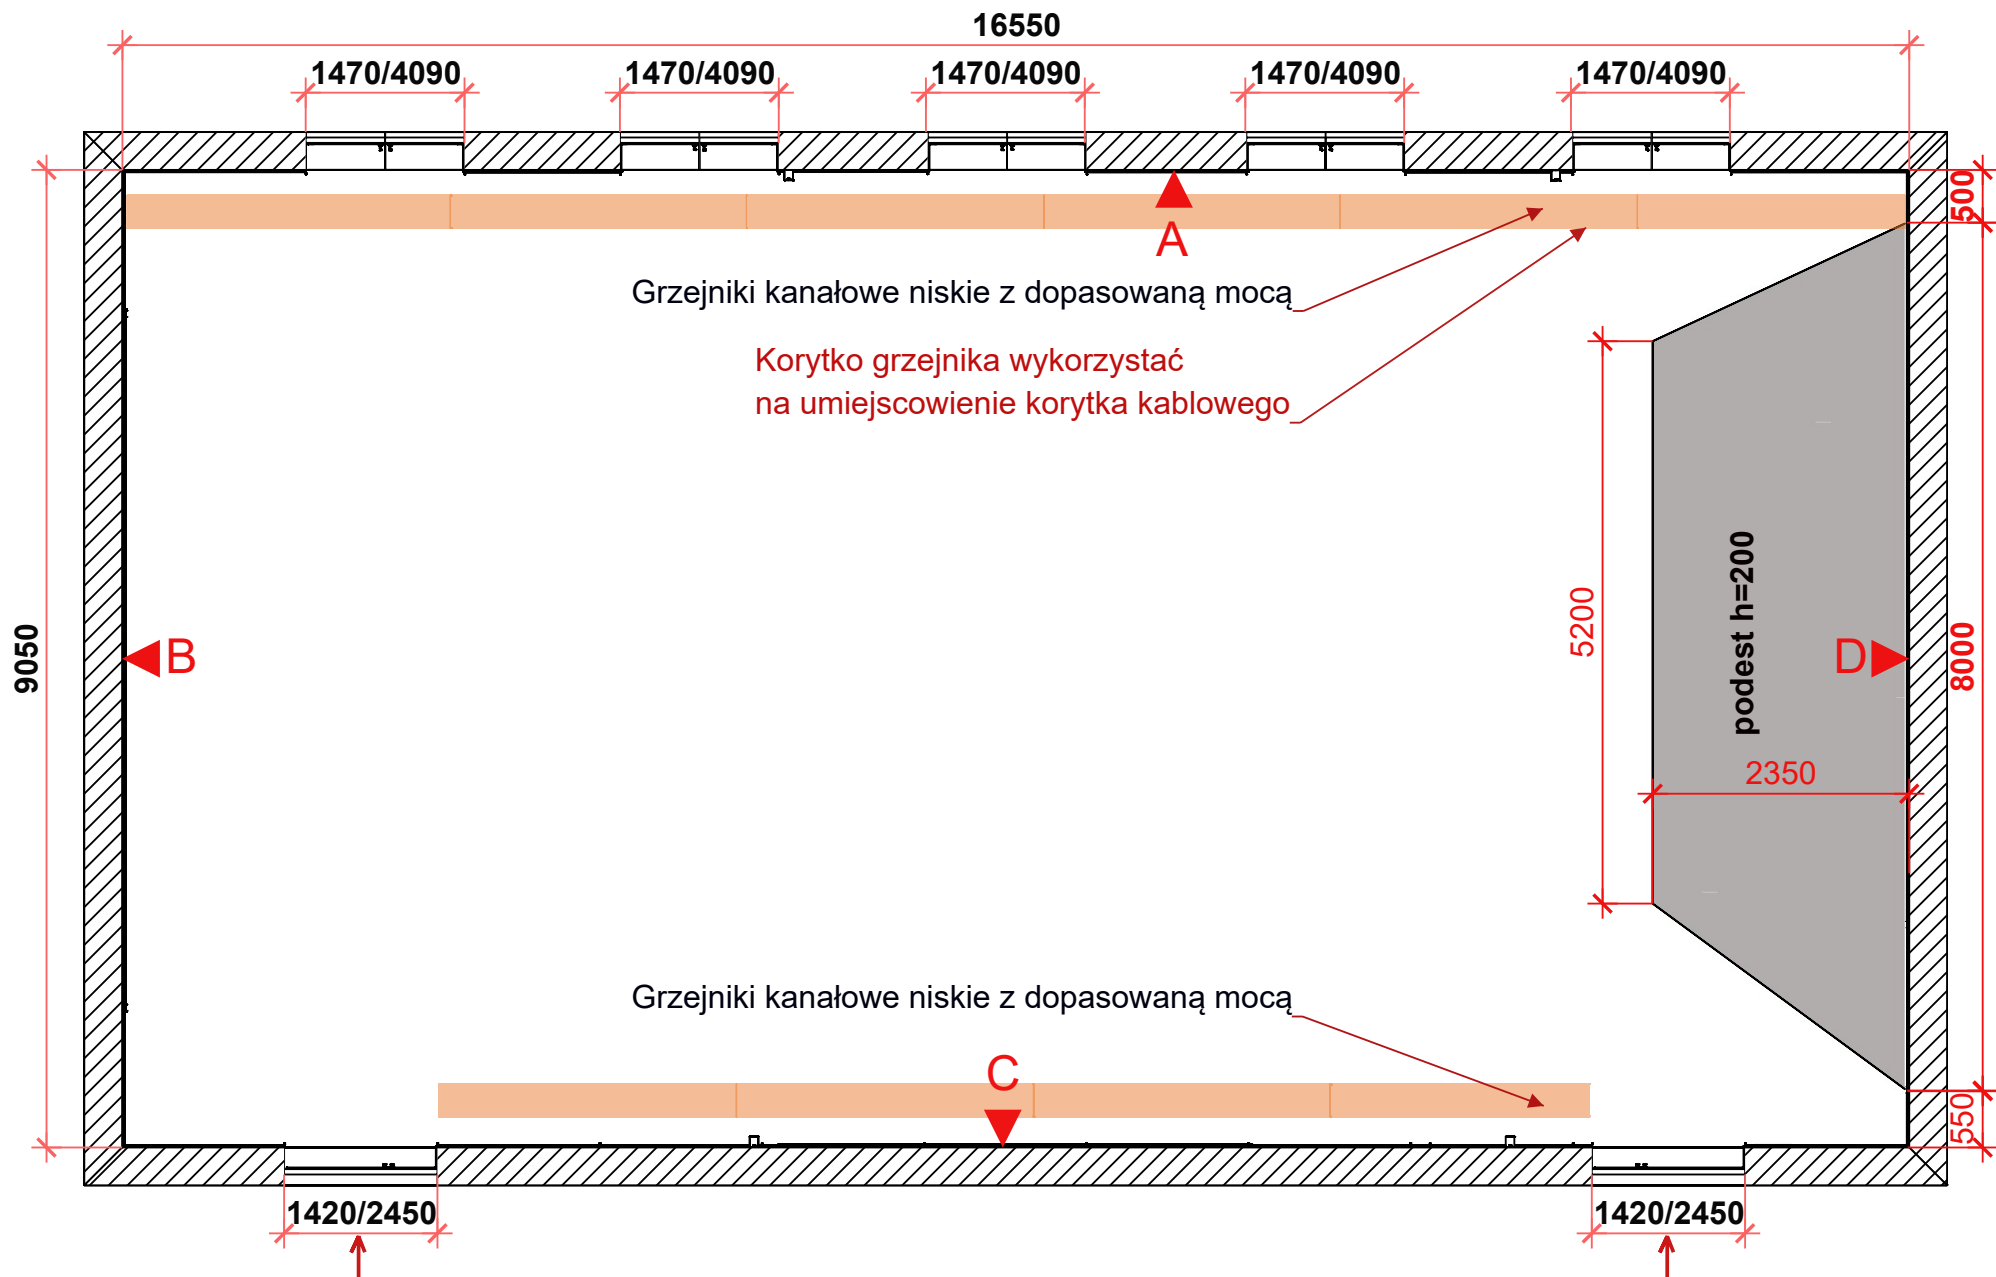 16550
1470/4090 1470/4090 1470/4090 1470/4090 1470/4090
500
A
Grzejniki kanałowe niskie z dopasowaną mocą
Korytko grzejnika wykorzystać
na umiejscowienie korytka kablowego
9050
B
5200
podest h=200
D
8000
2350
Grzejniki kanałowe niskie z dopasowaną mocą
C
550
1420/2450 1420/2450